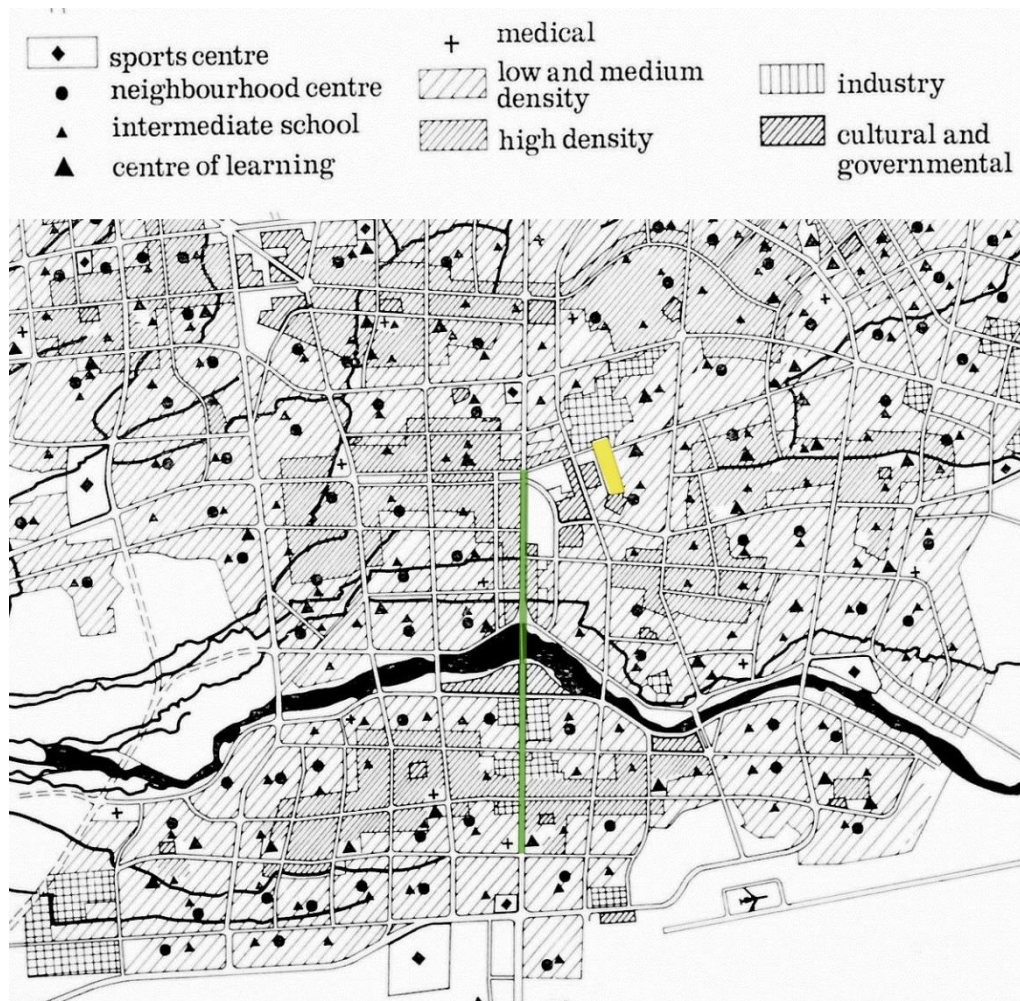 sports centre
neighbourhood centre
intermediate school
centre of learning
medical
low and medium
density
high density
industry
cultural and
governmental